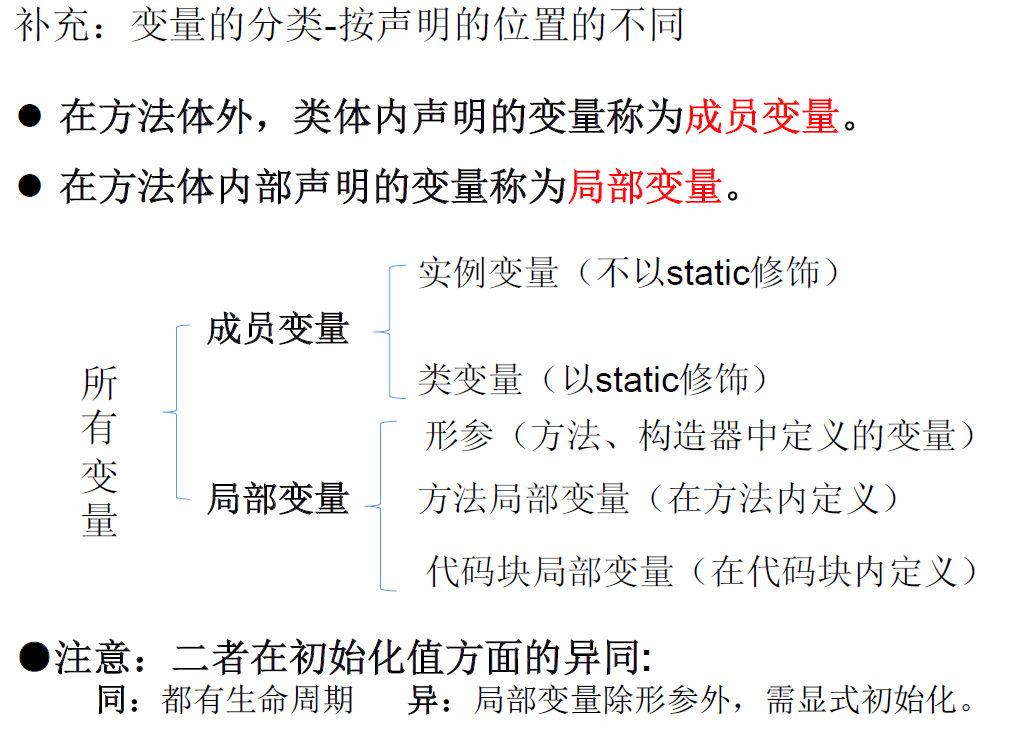 补充：变量的分类-按声明的位置的不同
● 在方法体外，类体内声明的变量称为成员变量。
● 在方法体内部声明的变量称为局部变量。
所有变量
成员变量
实例变量（不以static修饰）
类变量（以static修饰）
局部变量
形参（方法、构造器中定义的变量）
方法局部变量（在方法内定义）
代码块局部变量（在代码块内定义）
●注意：二者在初始化值方面的异同:
同：都有生命周期 异：局部变量除形参外，需显式初始化。